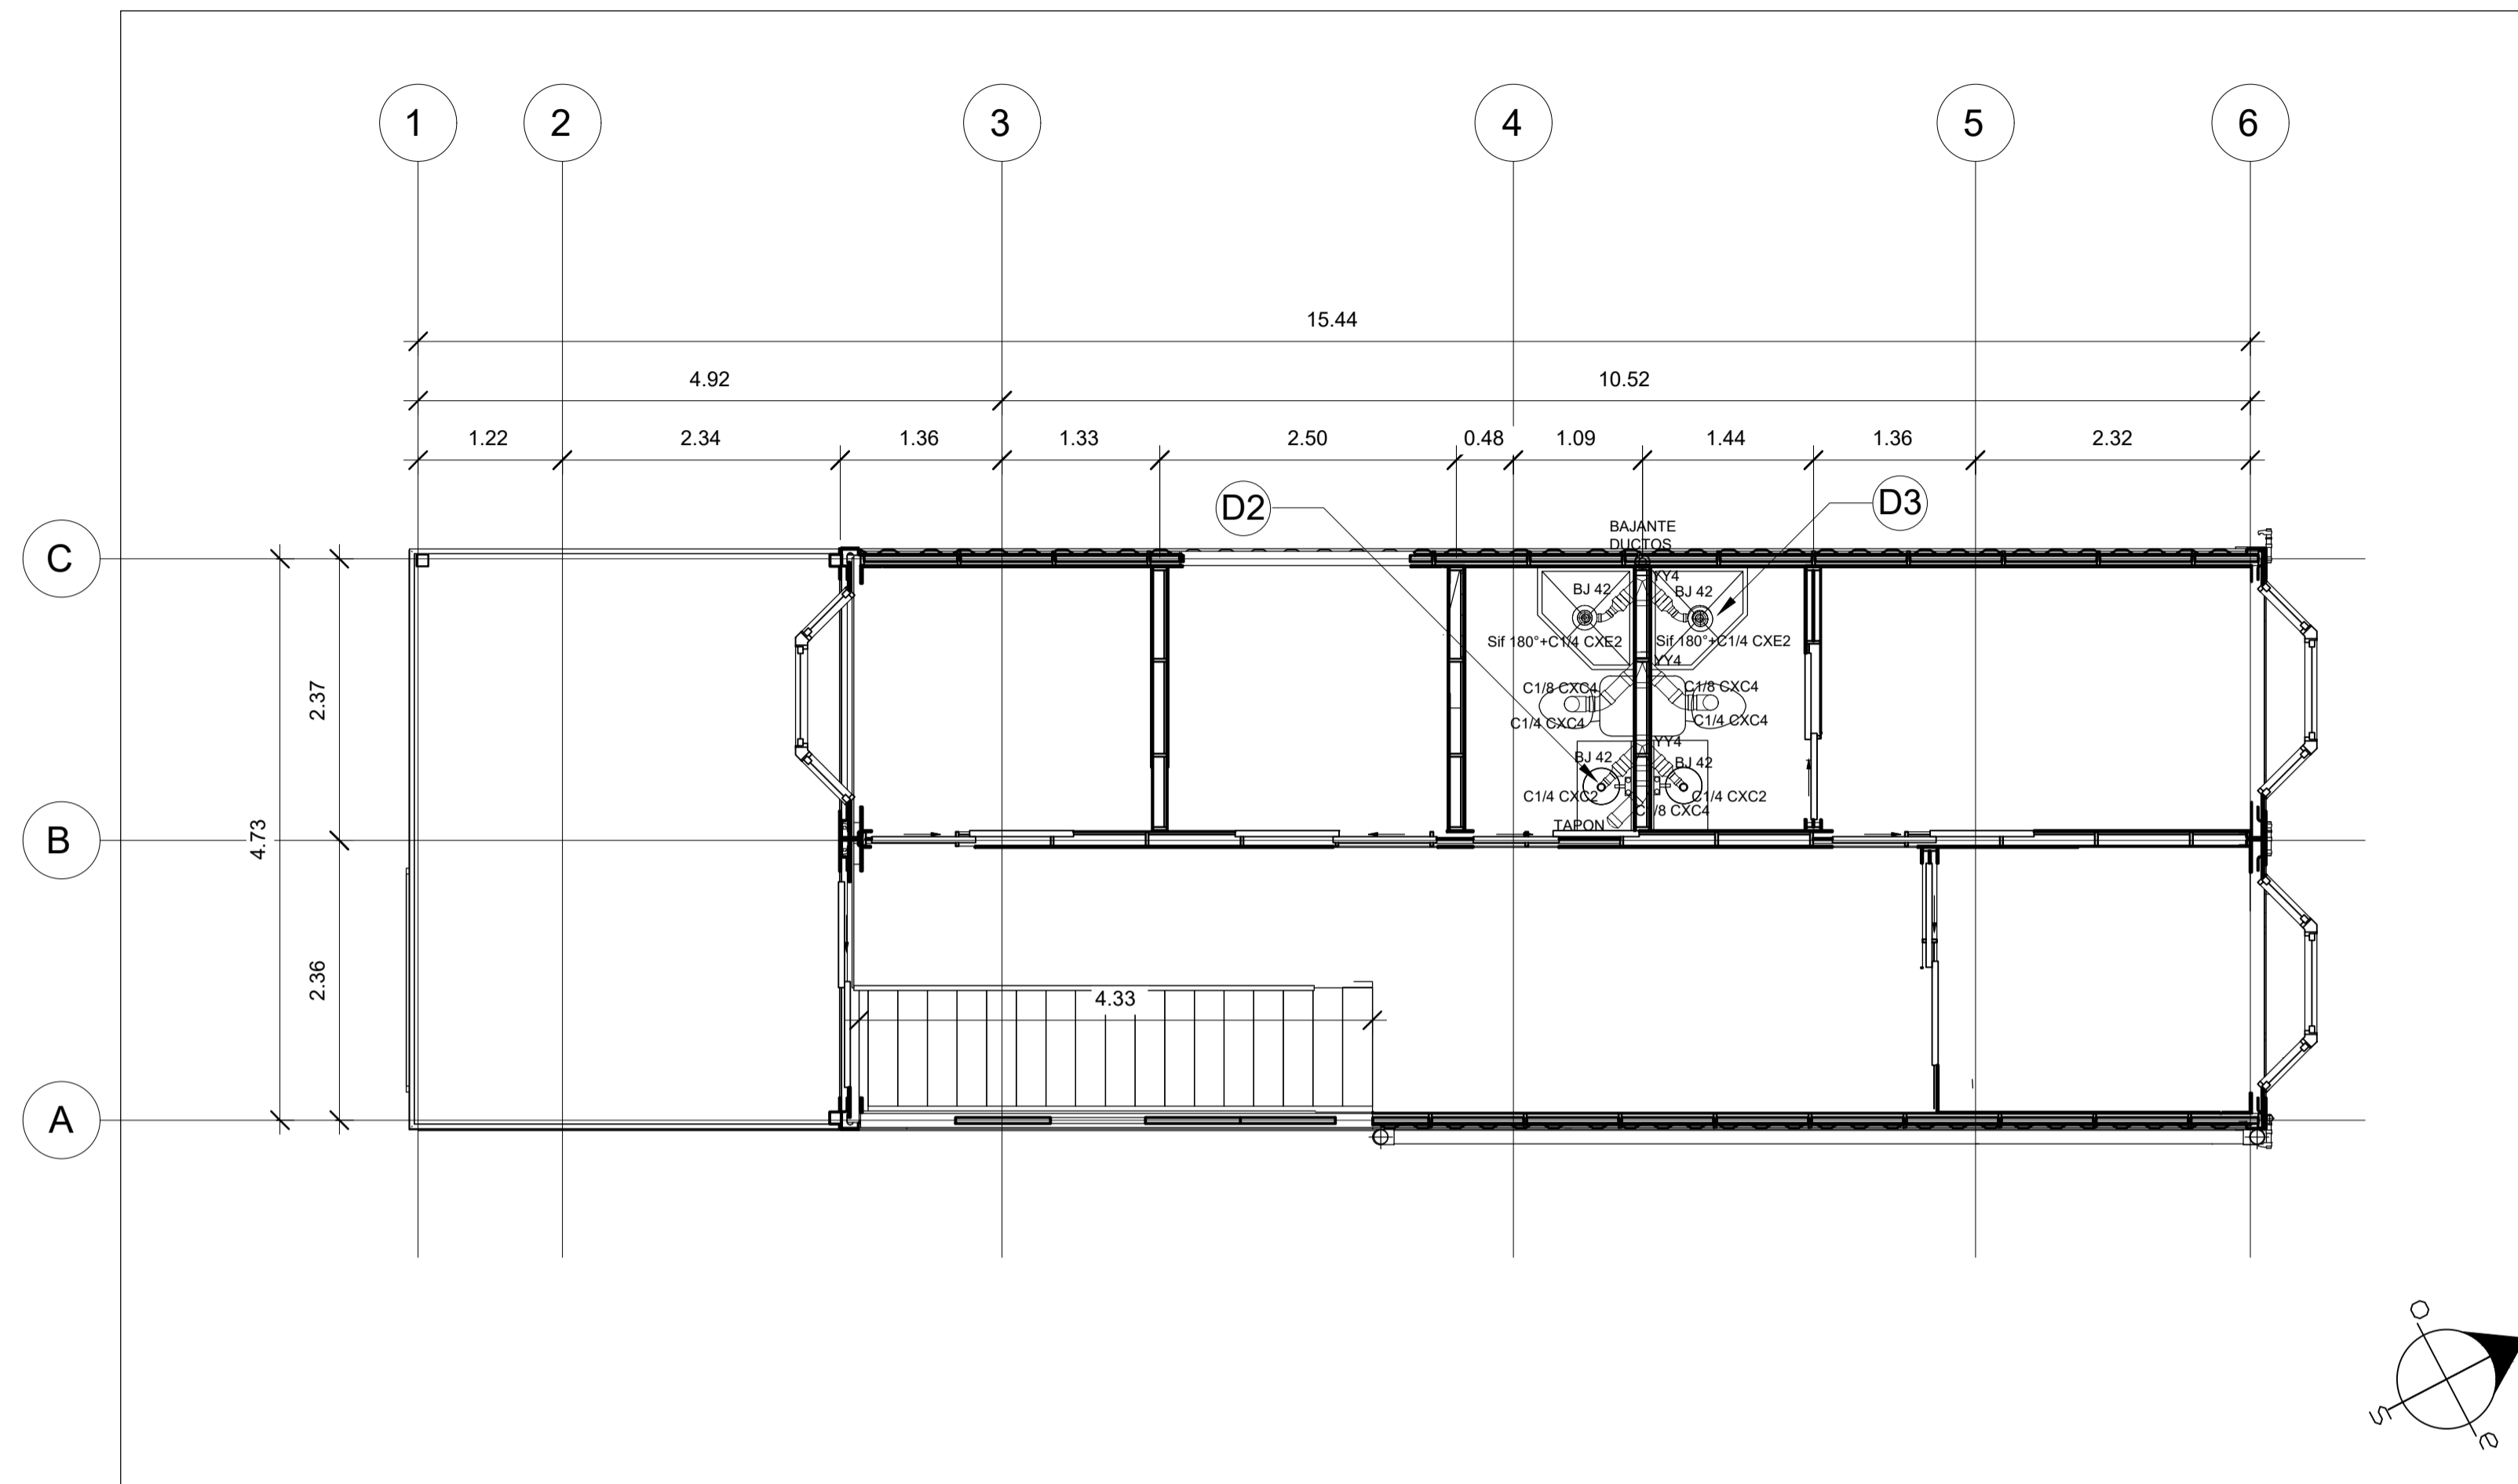 1
2
3
4
5
6
15.44
4.92
10.52
1.22
2.34
1.36
1.33
2.50
0.48
1.09
1.44
1.36
2.32
D2
D3
C
BAJANTE
DUCTOS
YY4
BJ 42
BJ 42
Sif 180°+C1/4 CXE2
Sif 180°+C1/4 CXE2
YY4
C1/8 CXC4
C1/8 CXC4
2.37
C1/4 CXC4
C1/4 CXC4
YY4
BJ 42
BJ 42
C1/4 CXC2
C1/4 CXC2
C1/8 CXC4
TAPON
B
4.73
2.36
4.33
A
o
s
e